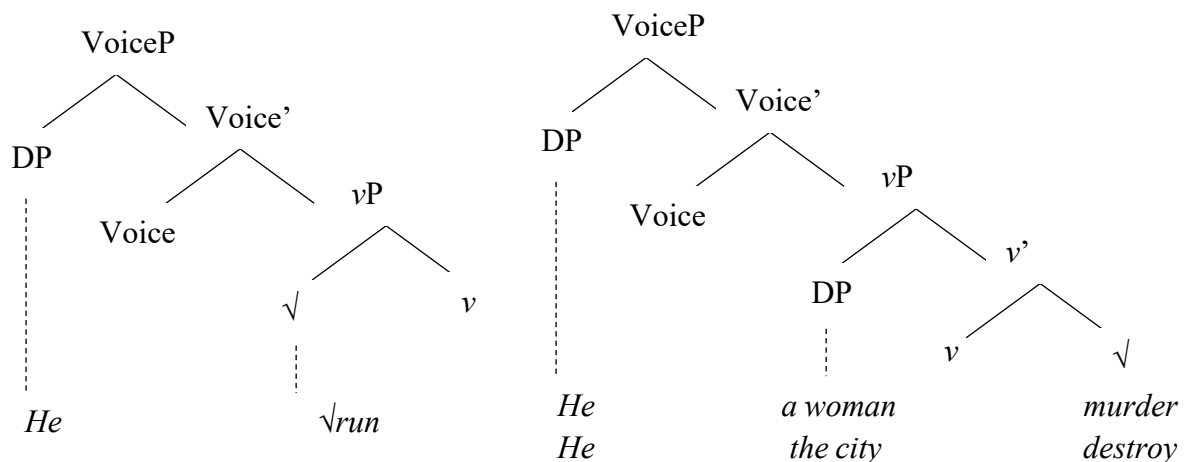 VoiceP
VoiceP
Voice’
Voice’
DP
DP
vP
vP
Voice
Voice
v’
DP
√
v
v
√
He
√run
He
a woman
murder
He
the city
destroy